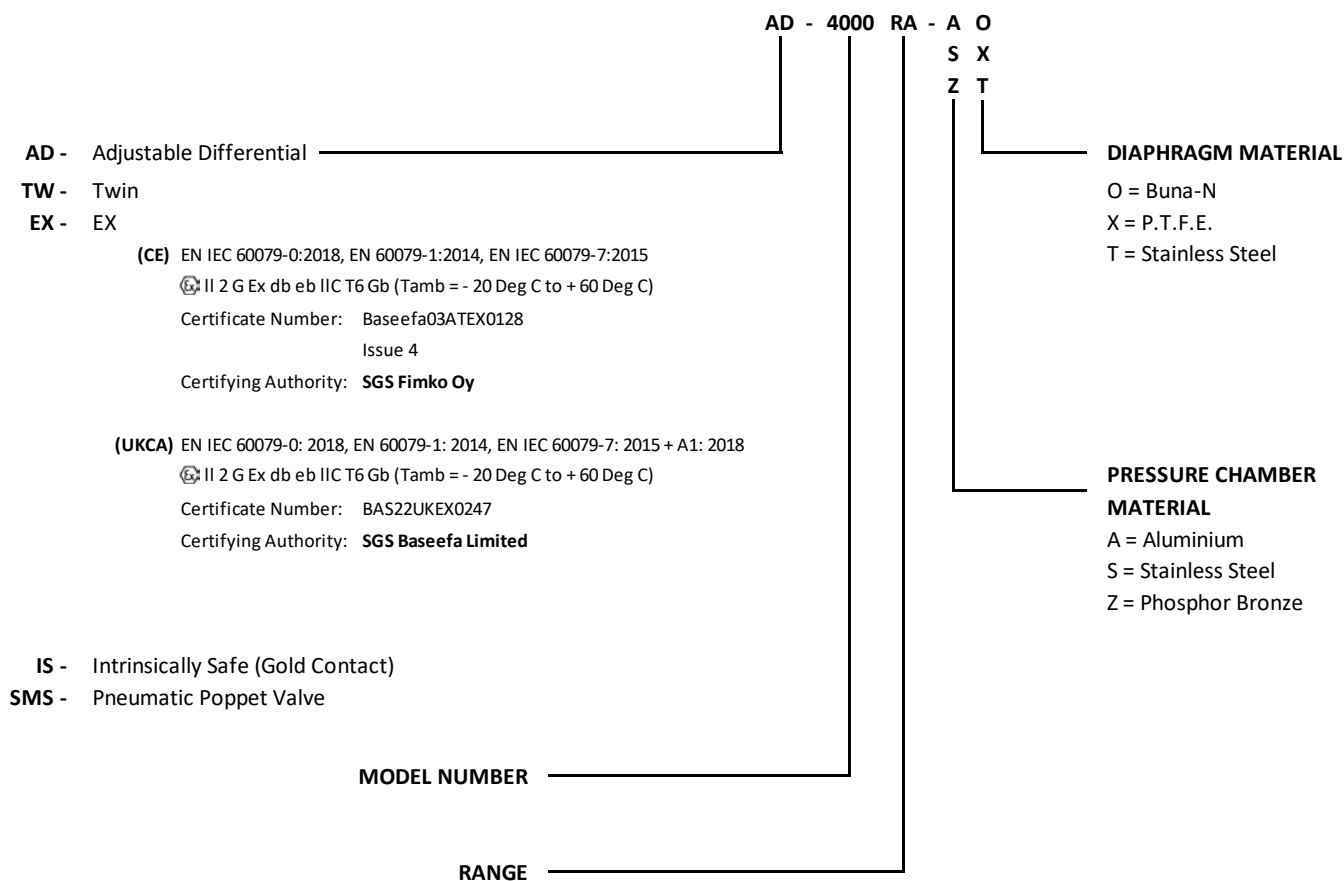 AD - 4000 RA - A O
S X
Z T
AD - Adjustable Differential
TW - Twin
EX - EX
(CE) EN IEC 60079-0:2018, EN 60079-1:2014, EN IEC 60079-7:2015
ll 2 G Ex db eb llC T6 Gb (Tamb = - 20 Deg C to + 60 Deg C)
Certificate Number: Baseefa03ATEX0128
Issue 4
Certifying Authority: SGS Fimko Oy
(UKCA) EN IEC 60079-0: 2018, EN 60079-1: 2014, EN IEC 60079-7: 2015 + A1: 2018
ll 2 G Ex db eb llC T6 Gb (Tamb = - 20 Deg C to + 60 Deg C)
Certificate Number: BAS22UKEX0247
Certifying Authority: SGS Baseefa Limited
IS - Intrinsically Safe (Gold Contact)
SMS - Pneumatic Poppet Valve
MODEL NUMBER
RANGE
DIAPHRAGM MATERIAL
O = Buna-N
X = P.T.F.E.
T = Stainless Steel
PRESSURE CHAMBER
MATERIAL
A = Aluminium
S = Stainless Steel
Z = Phosphor Bronze